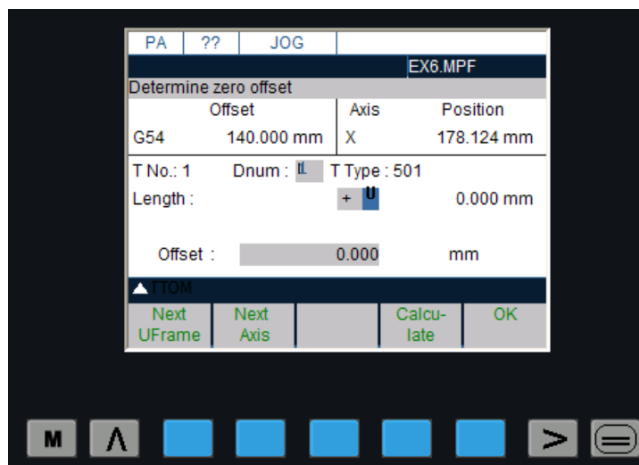 PA ?? JOG
EX6.MPF
Determine zero offset
Offset Axis Position
G54 140.000 mm X 178.124 mm
T No.: 1 Dnum : T Type : 501
Length : + U 0.000 mm
Offset : 0.000 mm
TTOM
Next UFrame
Next Axis
Calcu-
late
OK
M Λ > =